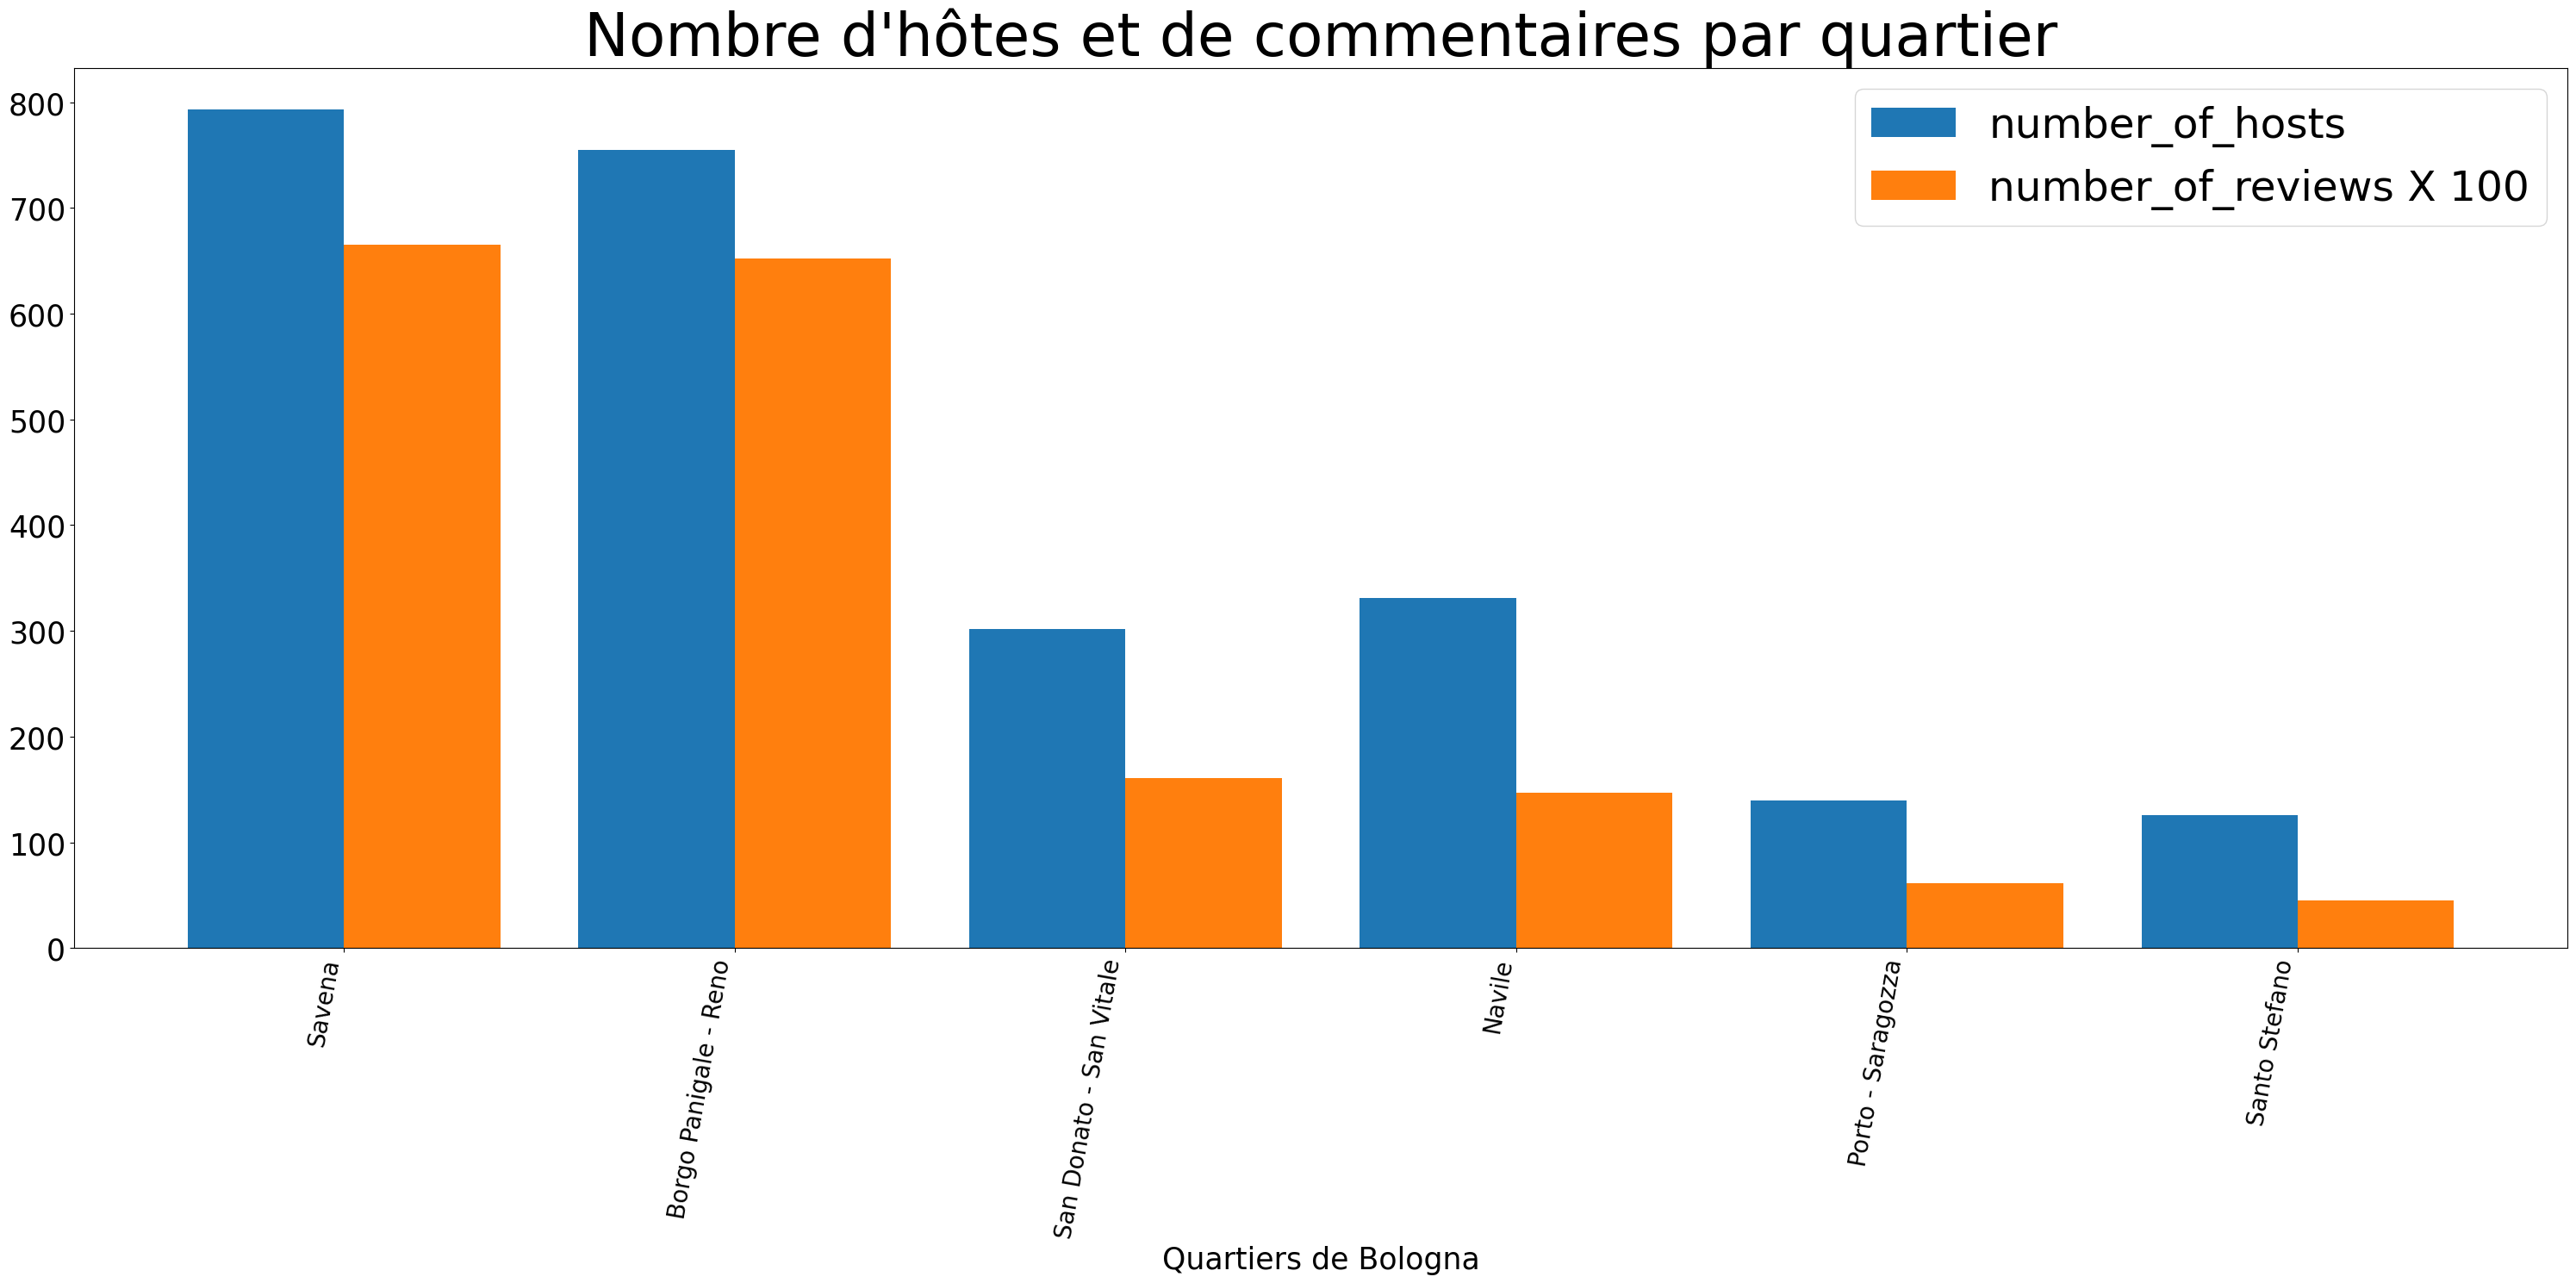 Nombre d'hôtes et de commentaires par quartier
number_of_hosts
number_of_reviews X 100
800
700
600
500
400
300
200
100
0
Savena
Borgo Panigale - Reno
San Donato - San Vitale
Navile
Porto - Saragozza
Santo Stefano
Quartiers de Bologna